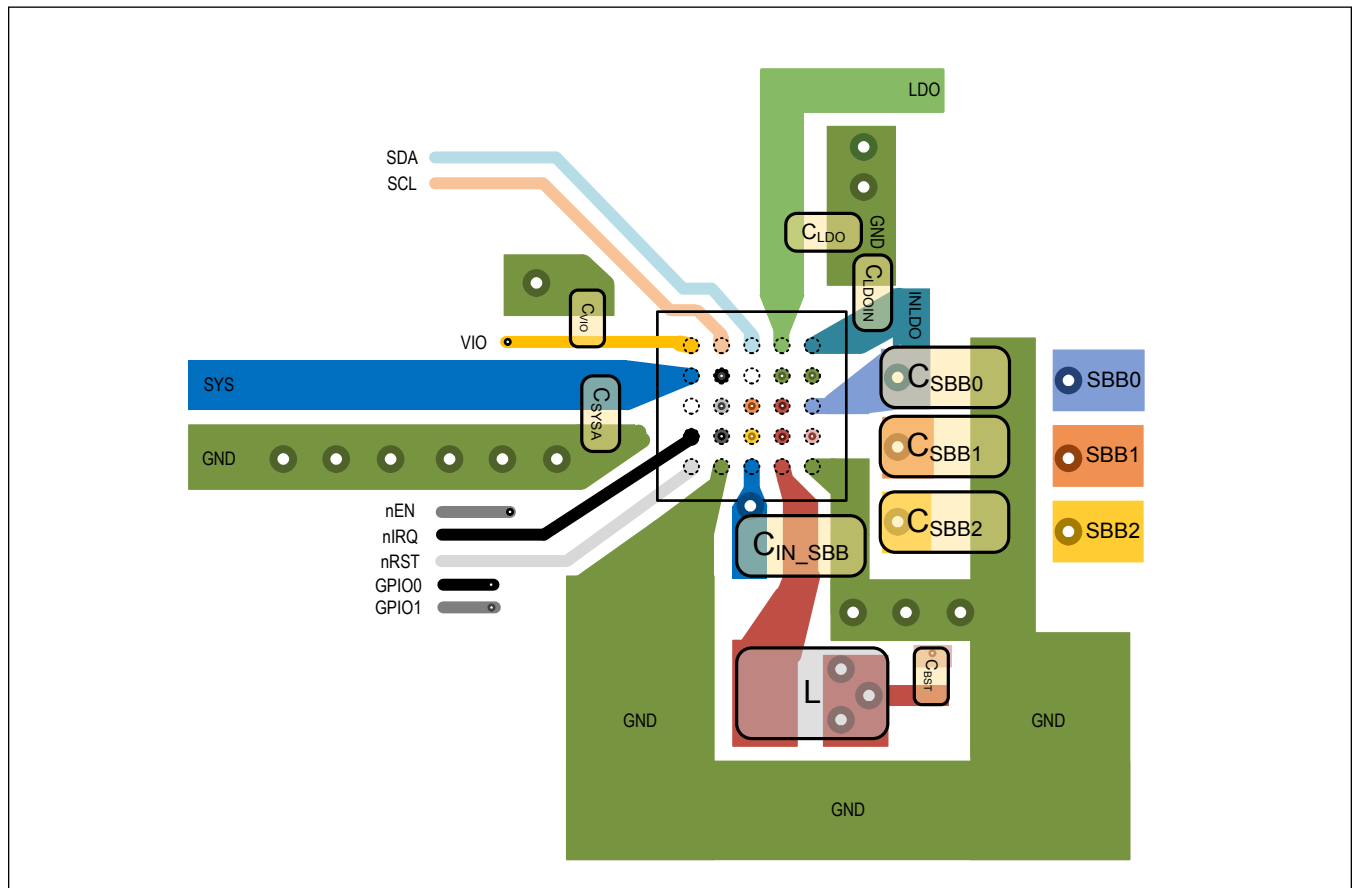 LDO
SDA
SCL
CLDO
GND
CLDOIN
INLDO
CVIO
VIO
SYS
CSYSA
CSBB0
SBB0
GND
CSBB1
SBB1
nEN
nIRQ
nRST
GPIO0
GPIO1
CIN_SBB
CSBB2
SBB2
L
CBST
GND
GND
GND